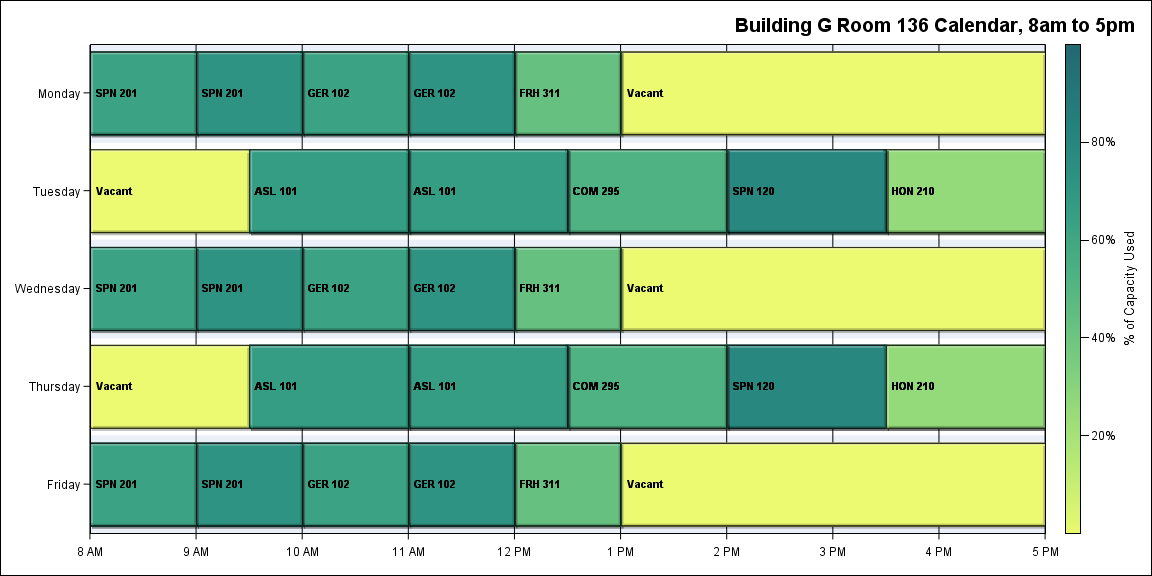 Building G Room 136 Calendar, 8am to 5pm
Monday
SPN 201
SPN 201
GER 102
GER 102
FRH 311
Vacant
Tuesday
Vacant
ASL 101
ASL 101
COM 295
SPN 120
HON 210
Wednesday
SPN 201
SPN 201
GER 102
GER 102
FRH 311
Vacant
Thursday
Vacant
ASL 101
ASL 101
COM 295
SPN 120
HON 210
Friday
SPN 201
SPN 201
GER 102
GER 102
FRH 311
Vacant
8 AM
9 AM
10 AM
11 AM
12 PM
1 PM
2 PM
3 PM
4 PM
5 PM
80%
60%
40%
20%
% of Capacity Used